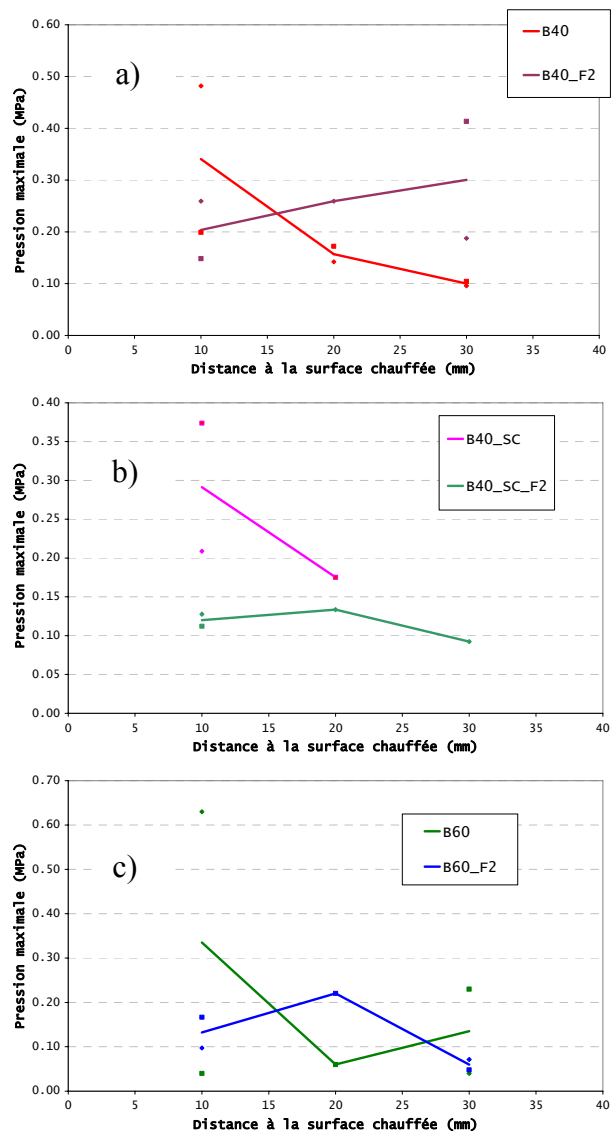 0.60
0.50
0.40
0.30
0.20
0.10
0.00
Pression maximale (MPa)
a)
B40
B40_F2
0 5 10 15 20 25 30 35 40
Distance à la surface chauffée (mm)
0.40
0.35
0.30
0.25
0.20
0.15
0.10
0.05
0.00
Pression maximale (MPa)
b)
B40_SC
B40_SC_F2
0 5 10 15 20 25 30 35 40
Distance à la surface chauffée (mm)
0.70
0.60
0.50
0.40
0.30
0.20
0.10
0.00
Pression maximale (MPa)
c)
B60
B60_F2
0 5 10 15 20 25 30 35 40
Distance à la surface chauffée (mm)